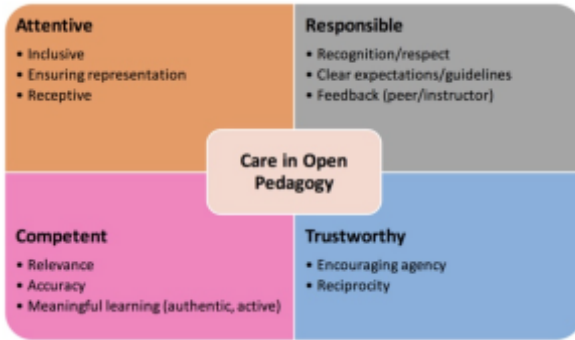 Attentive
• Inclusive
• Ensuring representation
• Receptive
Responsible
• Recognition/respect
• Clear expectations/guidelines
• Feedback (peer/instructor)
Care in Open
Pedagogy
Competent
• Relevance
• Accuracy
• Meaningful learning (authentic, active)
Trustworthy
• Encouraging agency
• Reciprocity